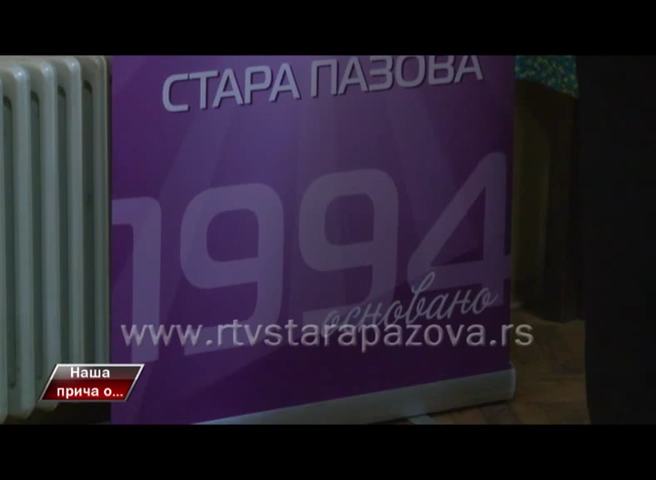 СТАРА ПАЗОВА
1994
основано
www.rtvstarapazova.rs
Наша
прича о...